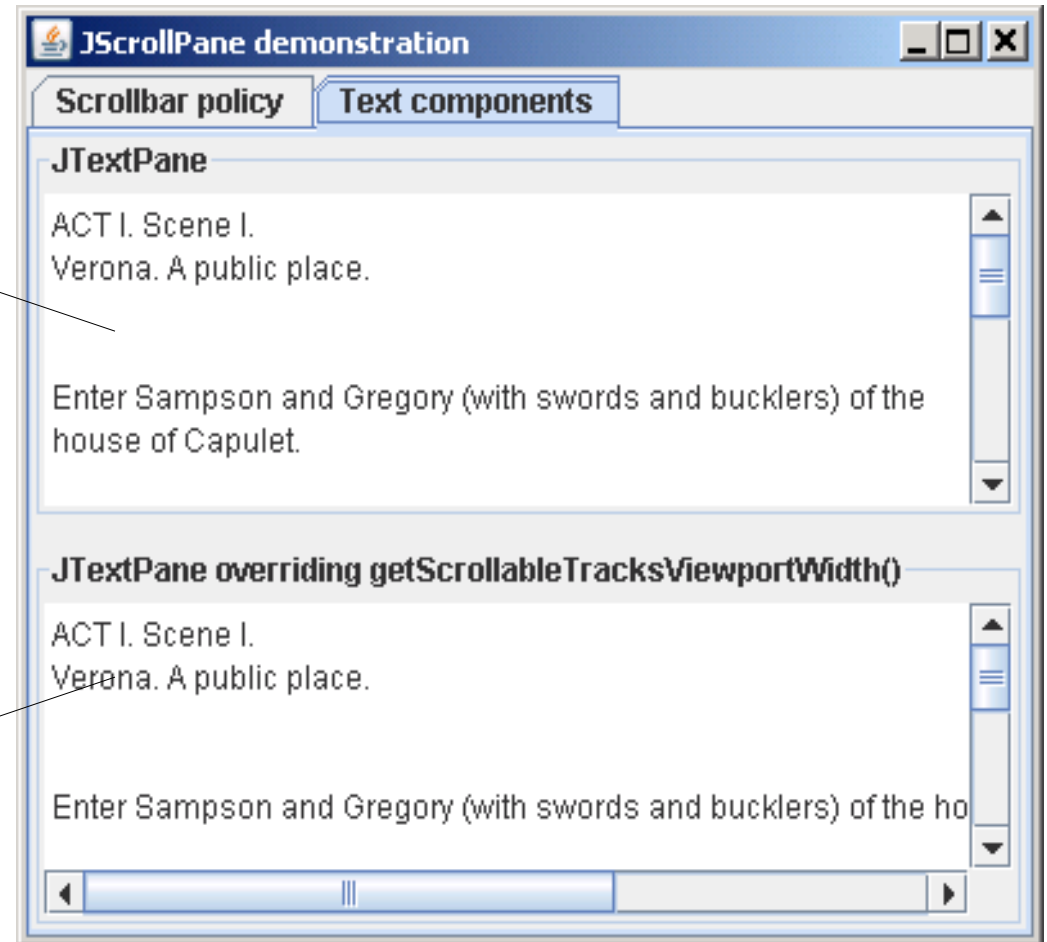 JScrollPane demonstration
Scrollbar policy
Text components
JTextPane
ACT I. Scene I.
Verona. A public place.
Enter Sampson and Gregory (with swords and bucklers) of the
house of Capulet.
JTextPane overriding getScrollableTracksViewportWidth()
ACT I. Scene I.
Verona. A public place.
Enter Sampson and Gregory (with swords and bucklers) of the ho